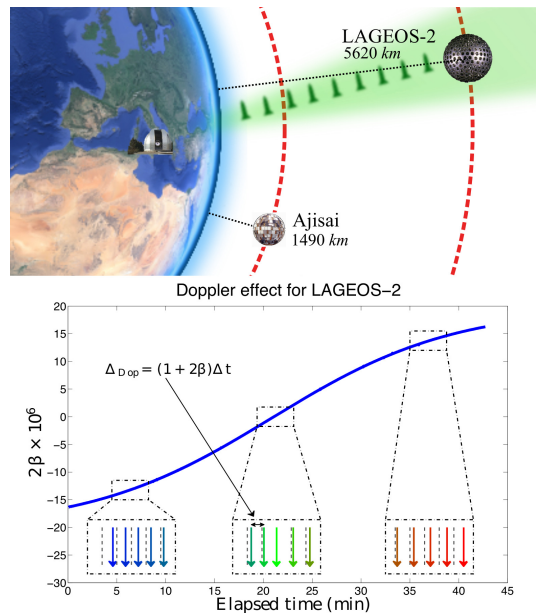 LAGEOS-2
5620 km
Ajisai
1490 km
Doppler effect for LAGEOS−2
20
15
10
5
0
−5
−10
−15
−20
−25
−30
2β × 10⁶
Δ Dop = (1+2β)Δ t
0 5 10 15 20 25 30 35 40 45
Elapsed time (min)